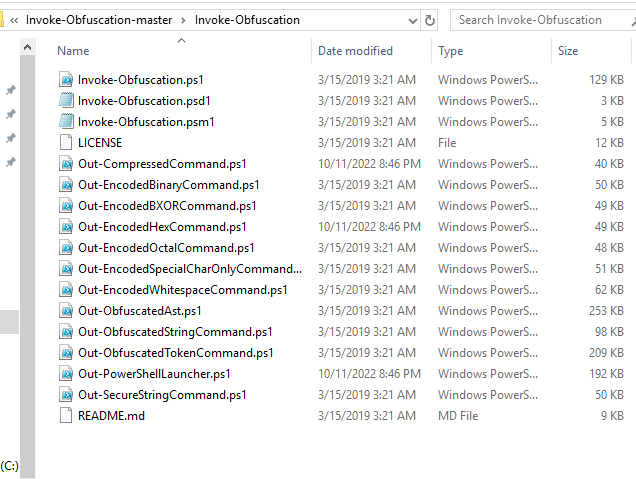 Invoke-Obfuscation-master > Invoke-Obfuscation Search Invoke-Obfuscation
Name Date modified Type Size
Invoke-Obfuscation.ps1 3/15/2019 3:21 AM Windows PowerS... 129 KB
Invoke-Obfuscation.psd1 3/15/2019 3:21 AM Windows PowerS... 3 KB
Invoke-Obfuscation.psm1 3/15/2019 3:21 AM Windows PowerS... 5 KB
LICENSE 3/15/2019 3:21 AM File 12 KB
Out-CompressedCommand.ps1 10/11/2022 8:46 PM Windows PowerS... 40 KB
Out-EncodedBinaryCommand.ps1 3/15/2019 3:21 AM Windows PowerS... 50 KB
Out-EncodedBXORCommand.ps1 3/15/2019 3:21 AM Windows PowerS... 49 KB
Out-EncodedHexCommand.ps1 10/11/2022 8:46 PM Windows PowerS... 49 KB
Out-EncodedOctalCommand.ps1 3/15/2019 3:21 AM Windows PowerS... 48 KB
Out-EncodedSpecialCharOnlyCommand... 3/15/2019 3:21 AM Windows PowerS... 51 KB
Out-EncodedWhitespaceCommand.ps1 3/15/2019 3:21 AM Windows PowerS... 62 KB
Out-ObfuscatedAst.ps1 3/15/2019 3:21 AM Windows PowerS... 253 KB
Out-ObfuscatedStringCommand.ps1 3/15/2019 3:21 AM Windows PowerS... 98 KB
Out-ObfuscatedTokenCommand.ps1 3/15/2019 3:21 AM Windows PowerS... 209 KB
Out-PowerShellLauncher.ps1 10/11/2022 8:46 PM Windows PowerS... 192 KB
Out-SecureStringCommand.ps1 3/15/2019 3:21 AM Windows PowerS... 50 KB
README.md 3/15/2019 3:21 AM MD File 9 KB
(C:)